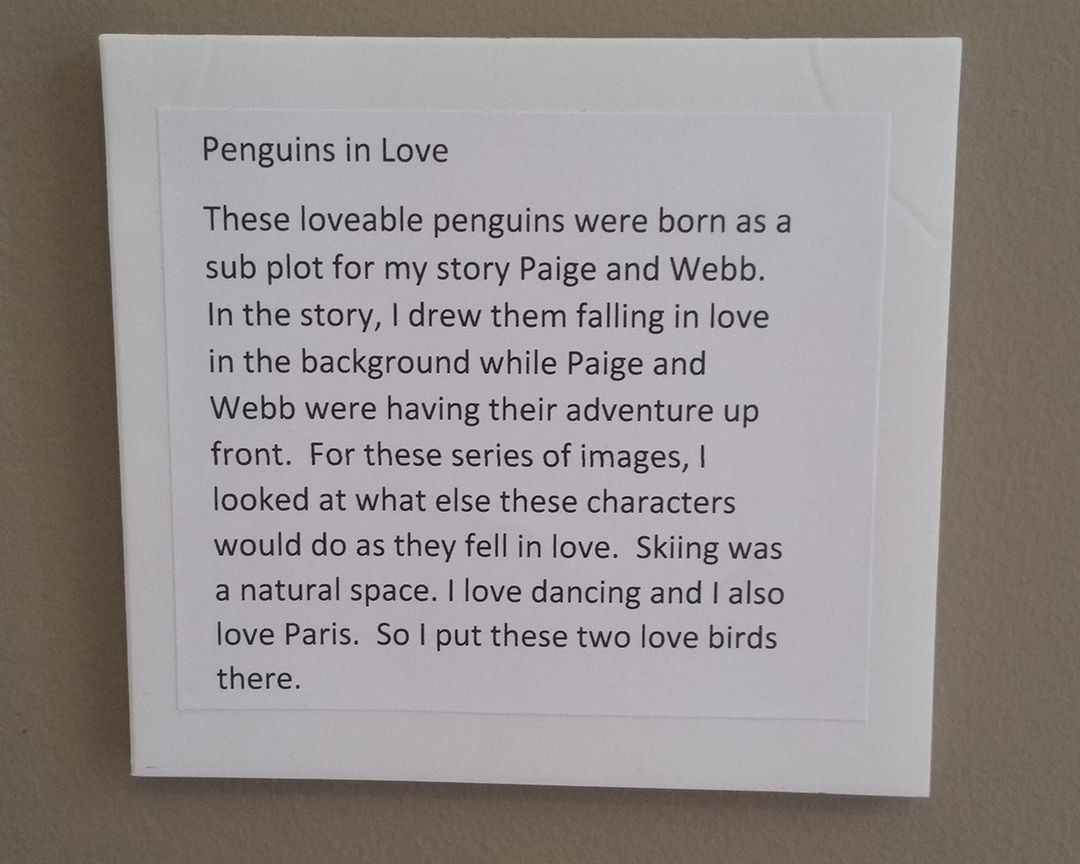 Penguins in Love
These loveable penguins were born as a
sub plot for my story Paige and Webb.
In the story, I drew them falling in love
in the background while Paige and
Webb were having their adventure up
front.  For these series of images, I
looked at what else these characters
would do as they fell in love.  Skiing was
a natural space. I love dancing and I also
love Paris.  So I put these two love birds
there.